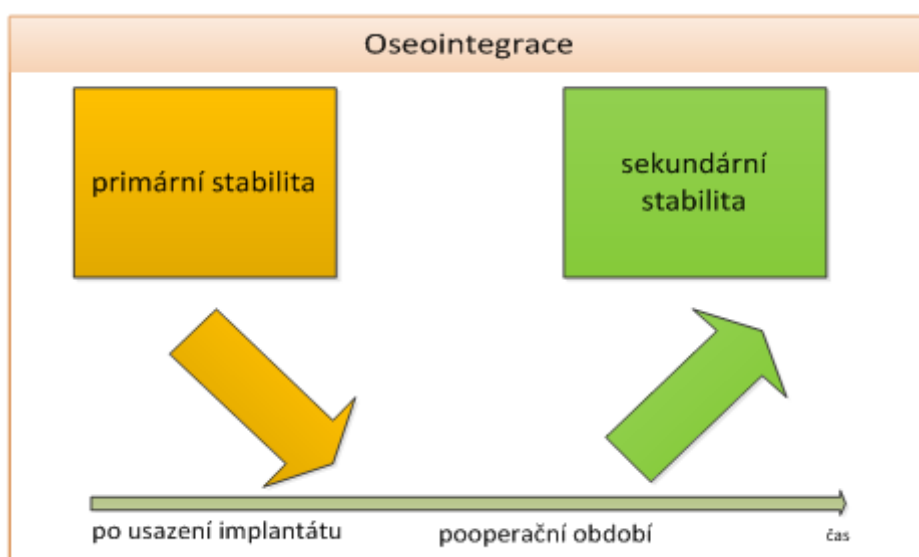 Oseointegrace
primární stabilita
sekundární
stabilita
po usazení implantátu
pooperační období
čas